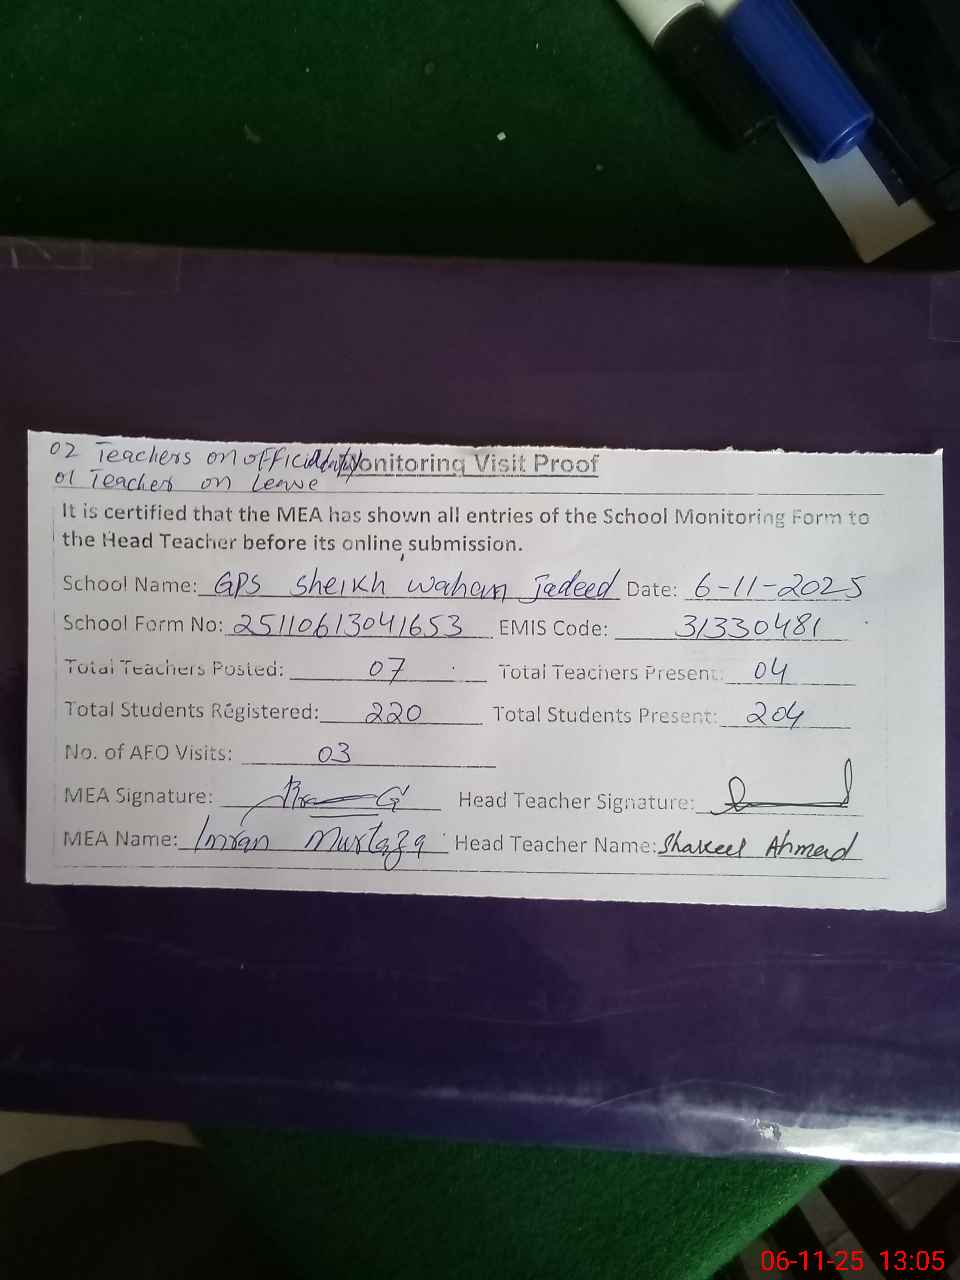 02 Teachers on official duty Monitoring Visit Proof
01 Teacher on Leave
It is certified that the MEA has shown all entries of the School Monitoring Form to
the Head Teacher before its online submission.
School Name: GPS Sheikh waham Jadeed Date: 6-11-2025
School Form No: 25110613041653 EMIS Code: 31330481
Total Teachers Posted: 07 Total Teachers Present: 04
Total Students Registered: 220 Total Students Present: 204
No. of AEO Visits: 03
MEA Signature: Head Teacher Signature:
MEA Name: Imran Murtaza Head Teacher Name: Shakeel Ahmad
06-11-25 13:05